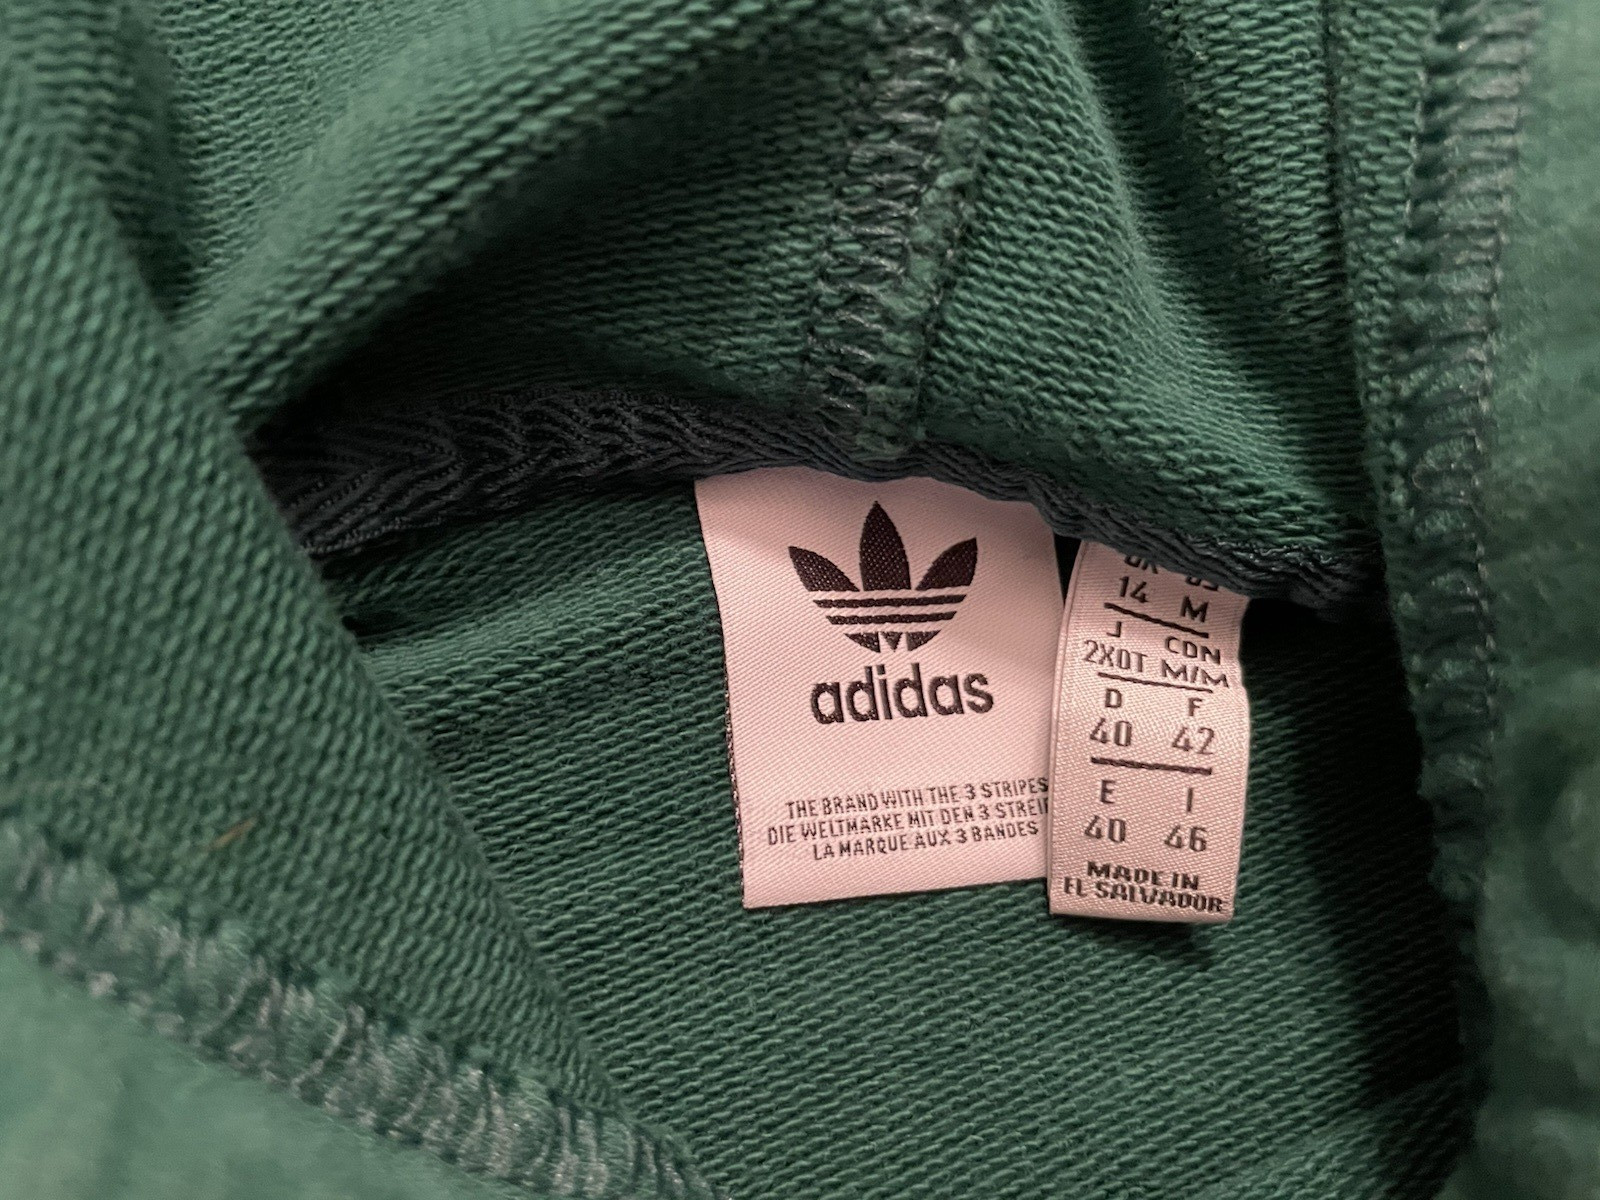 adidas
THE BRAND WITH THE 3 STRIPES
DIE WELTMARKE MIT DEN 3
LA MARQUE AUX 3 BANDES
14 M
J CDN
2XOT M/M
D F
40 42
E I
40 46
MADE IN
EL SALVADOR